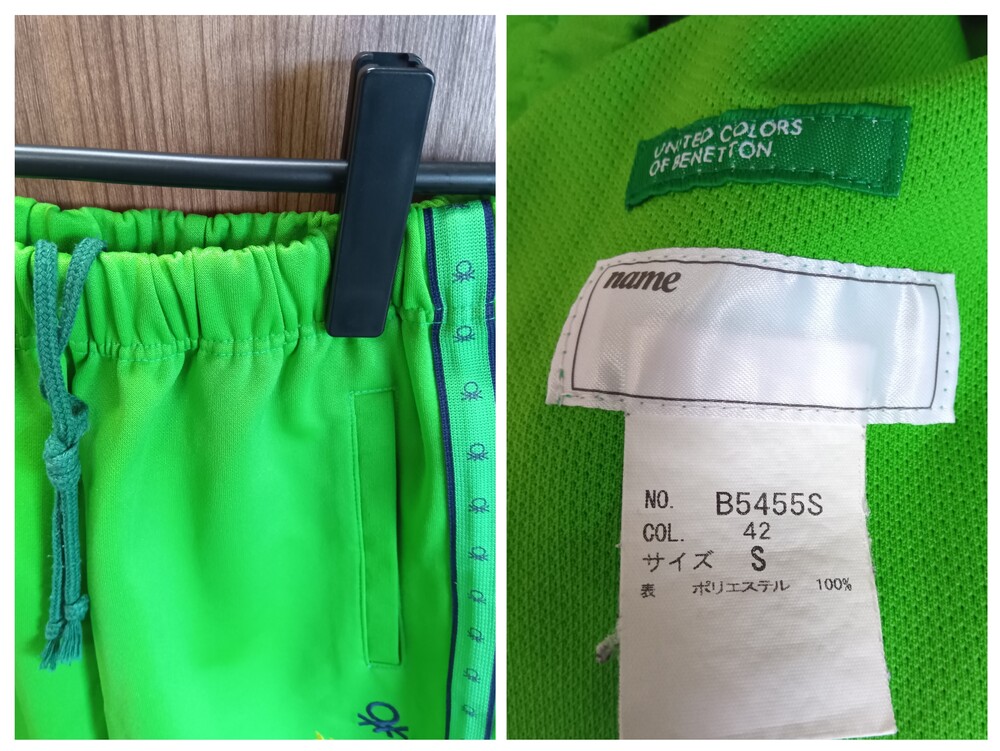 UNITED COLORS
OF BENETTON
name
NO. B5455S
COL. 42
サイズ S
表 ポリエステル 100%